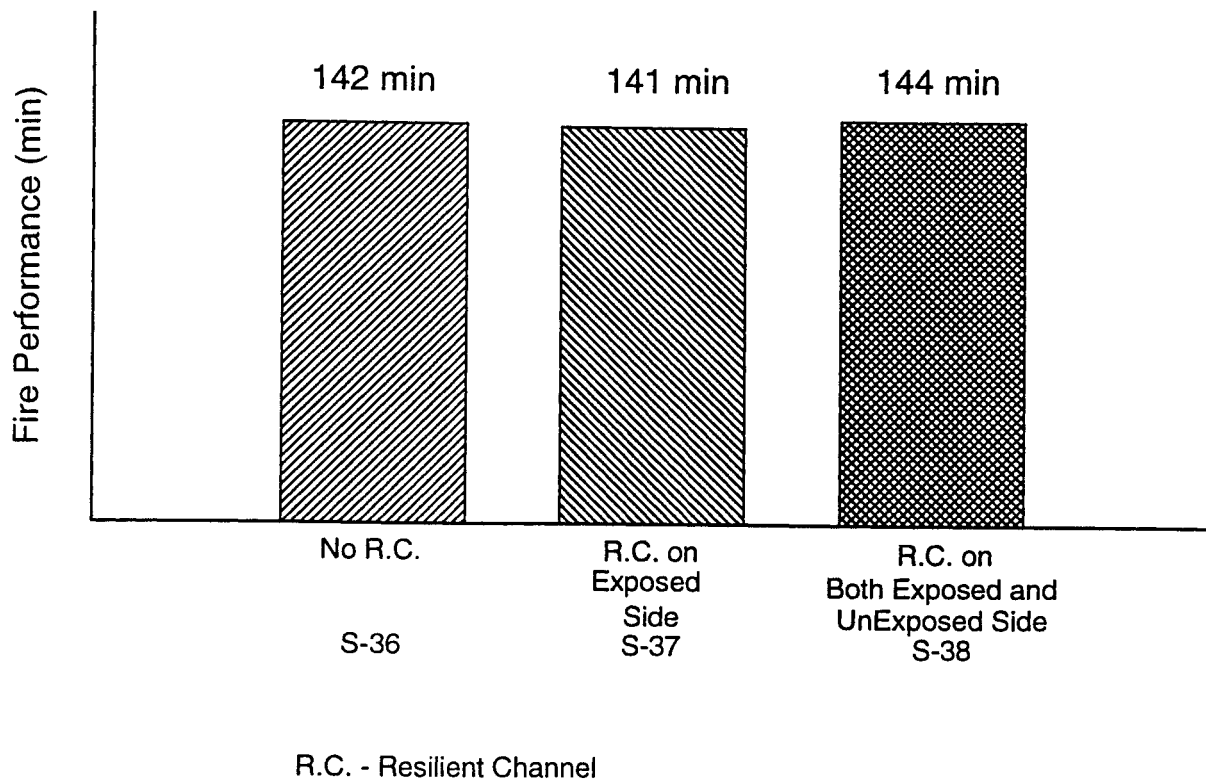 Fire Performance (min)
142 min
141 min
144 min
No R.C.
S-36
R.C. on
Exposed
Side
S-37
R.C. on
Both Exposed and
UnExposed Side
S-38
R.C. - Resilient Channel